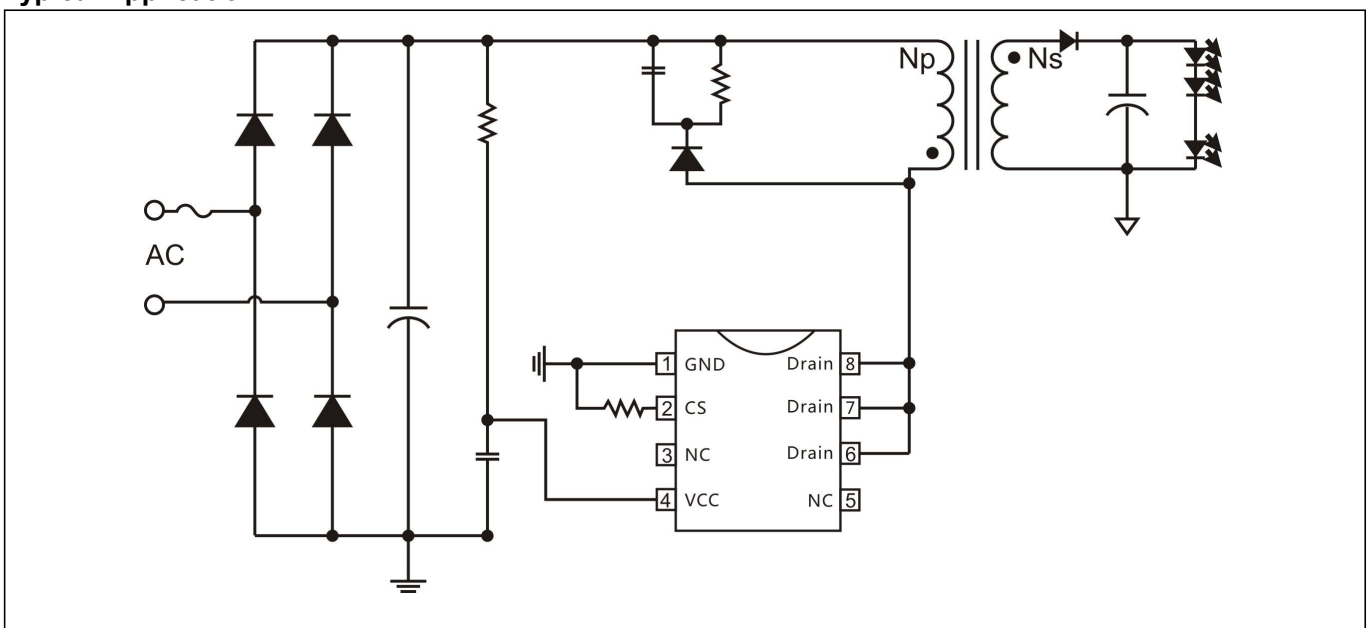 Np
Ns
AC
1 GND
Drain 8
2 CS
Drain 7
3 NC
Drain 6
4 VCC
NC 5